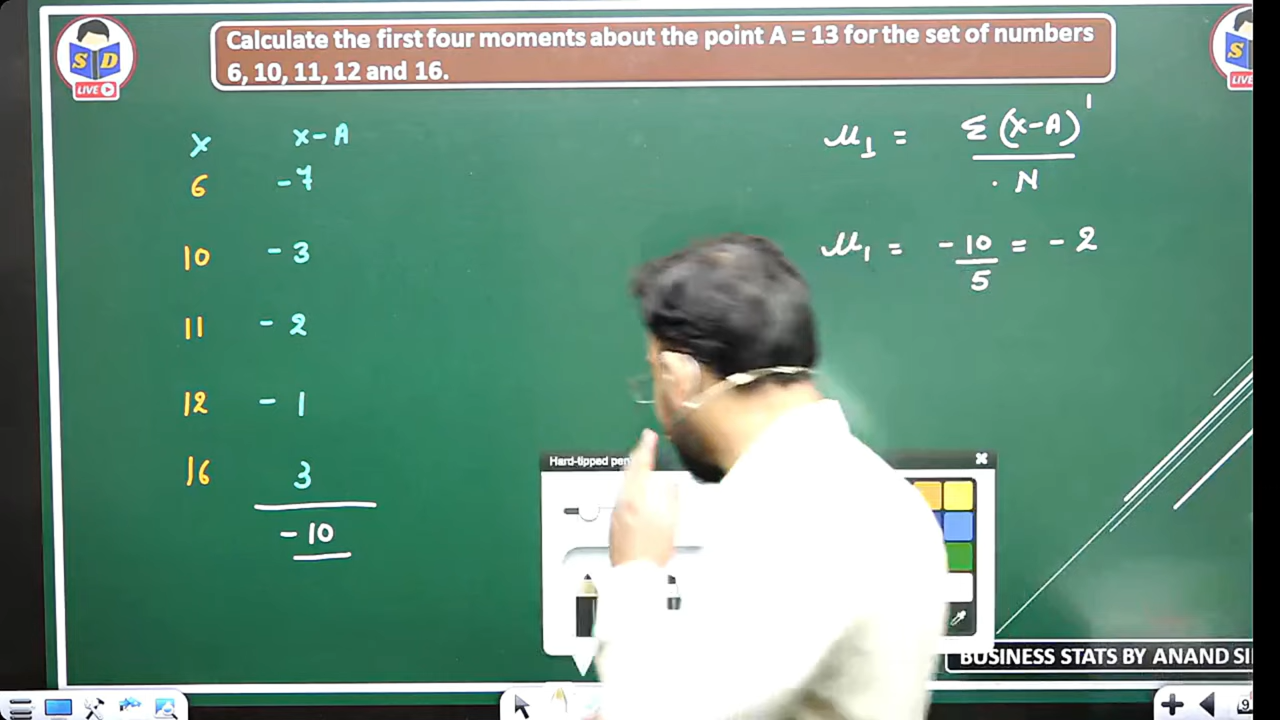 Calculate the first four moments about the point A = 13 for the set of numbers
6, 10, 11, 12 and 16.
S D
LIVE
S
LIVE
x x-A
6 -7
10 -3
11 -2
12 -1
16 3
-10
μ1 = Σ(x-A)^1 / N
μ1 = -10/5 = -2
Hard-tipped pen
BUSINESS STATS BY ANAND
9